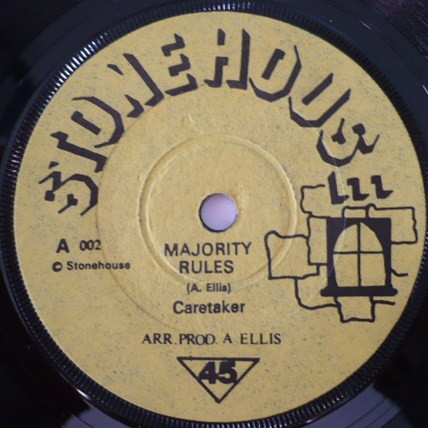 STONEHOUSE
A 002
© Stonehouse
MAJORITY
RULES
(A. Ellis)
Caretaker
ARR. PROD. A ELLIS
45